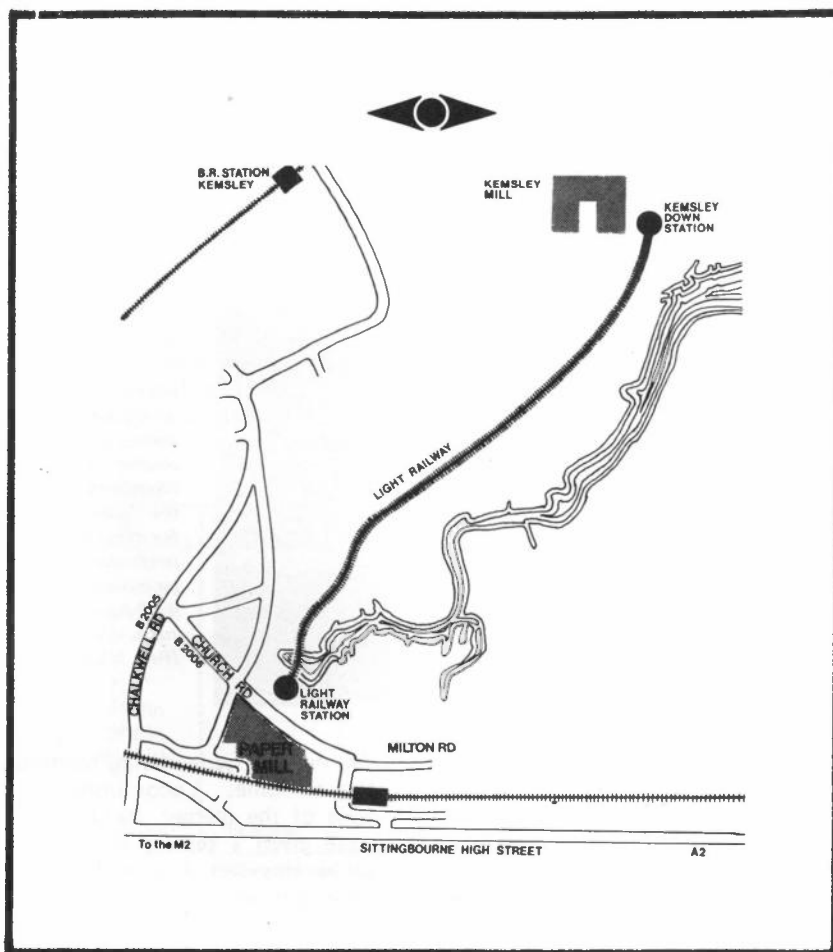 B.R. STATION
KEMSLEY
KEMSLEY
MILL
KEMSLEY
DOWN
STATION
LIGHT RAILWAY
B 2005
CHALKWELL RD
CHURCH RD
B 2006
LIGHT
RAILWAY
STATION
PAPER
MILL
MILTON RD
To the M2
SITTINGBOURNE HIGH STREET
A2